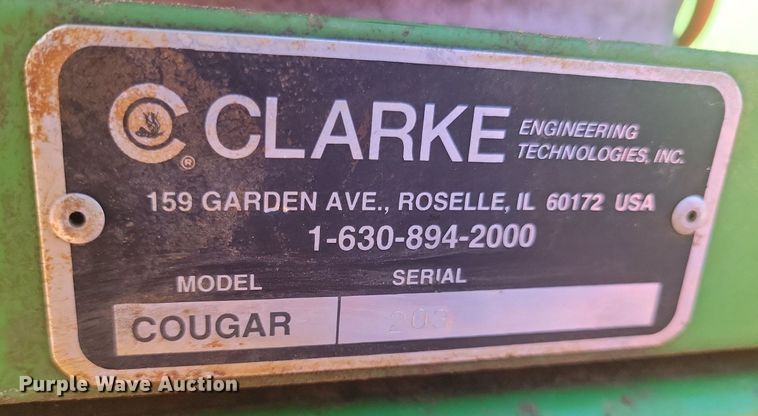 CLARKE ENGINEERING TECHNOLOGIES, INC.
®
159 GARDEN AVE., ROSELLE, IL 60172 USA
1-630-894-2000
MODEL SERIAL
COUGAR 203
Purple Wave Auction